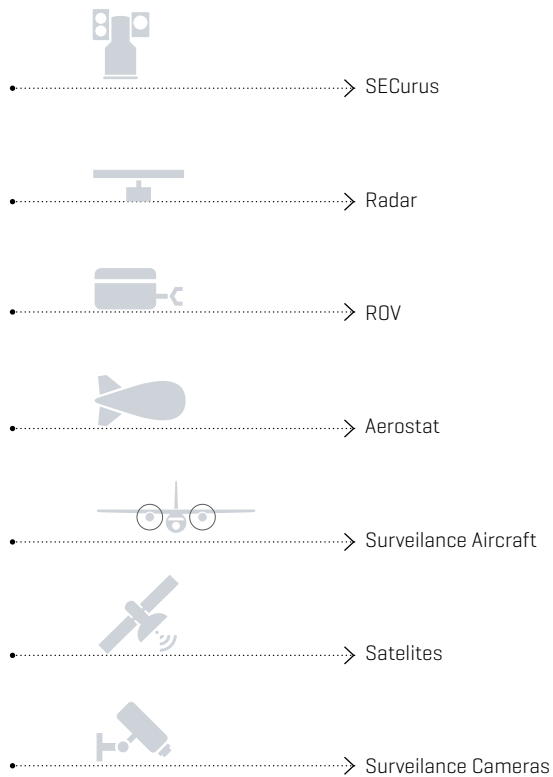 SECurus
Radar
ROV
Aerostat
Surveilance Aircraft
Satelites
Surveilance Cameras